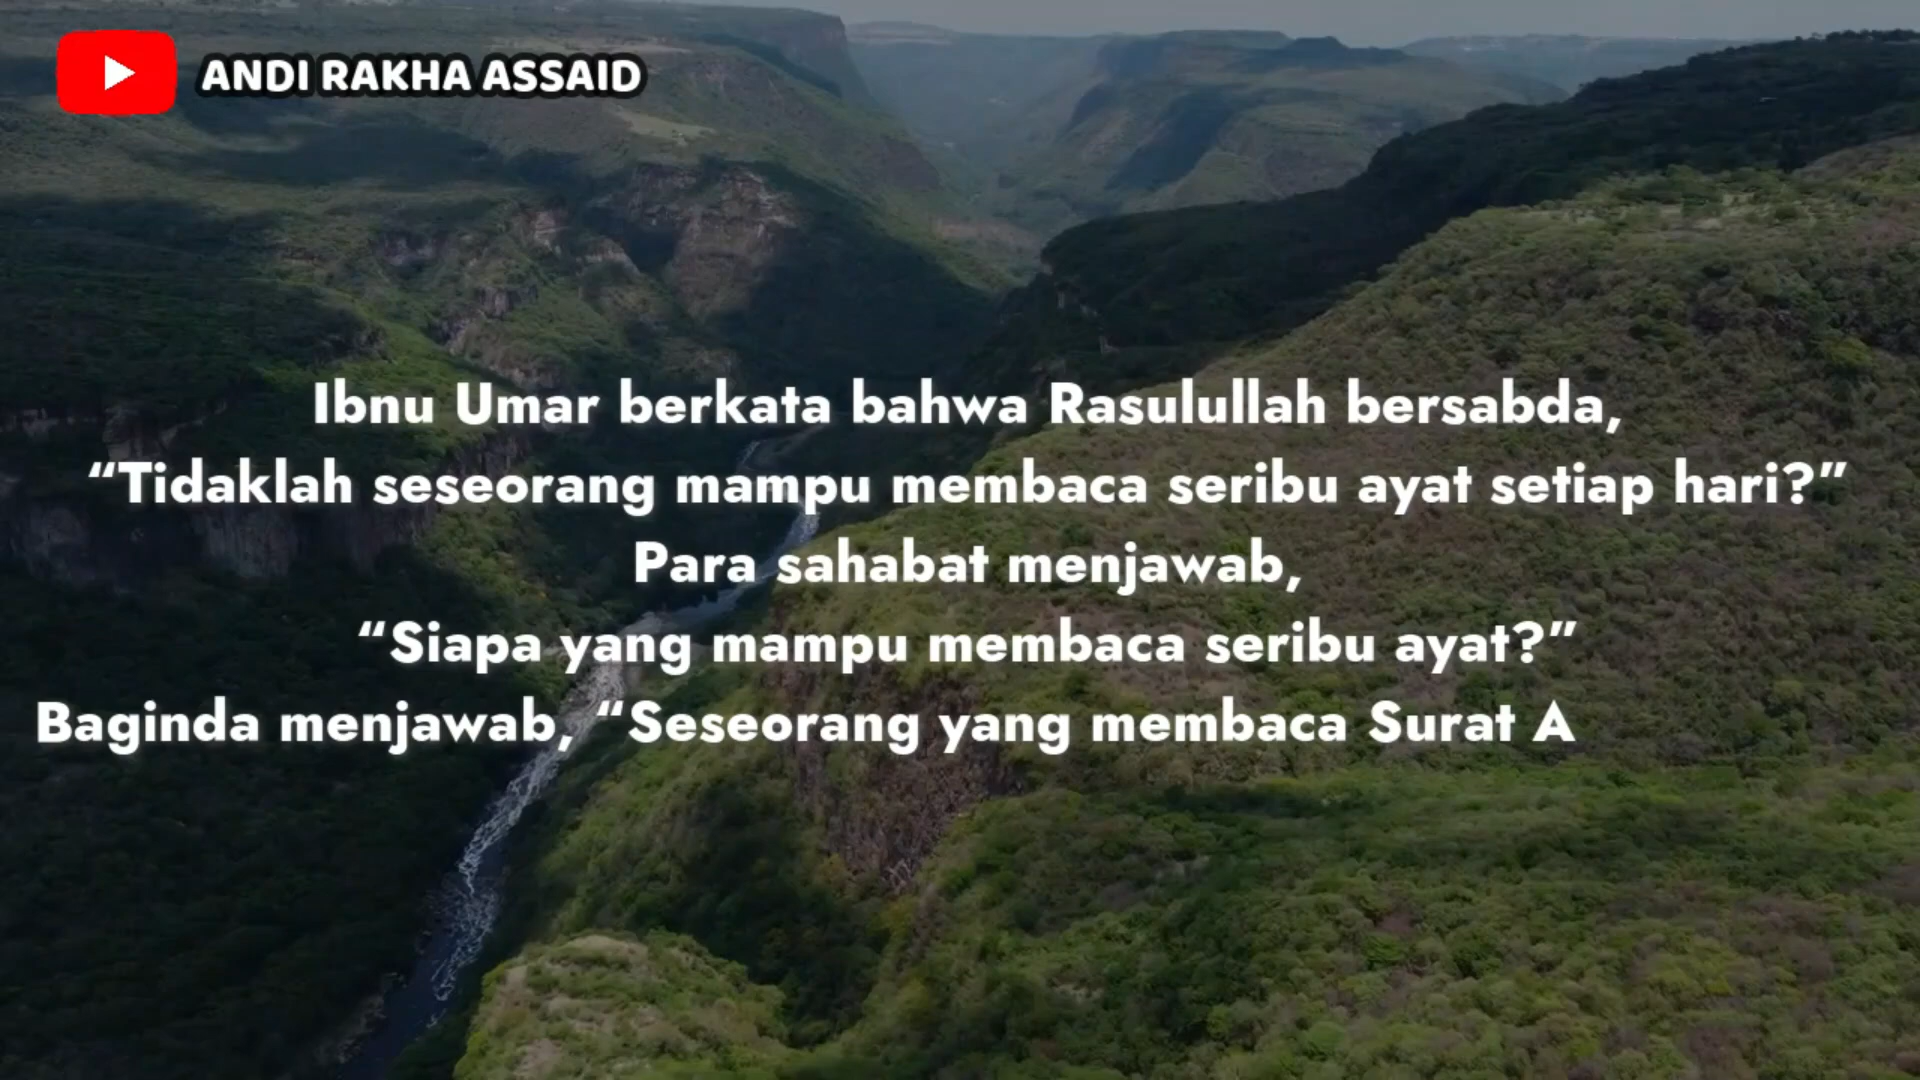 ANDI RAKHA ASSAID
Ibnu Umar berkata bahwa Rasulullah bersabda,
“Tidaklah seseorang mampu membaca seribu ayat setiap hari?”
Para sahabat menjawab,
“Siapa yang mampu membaca seribu ayat?”
Baginda menjawab, “Seseorang yang membaca Surat A